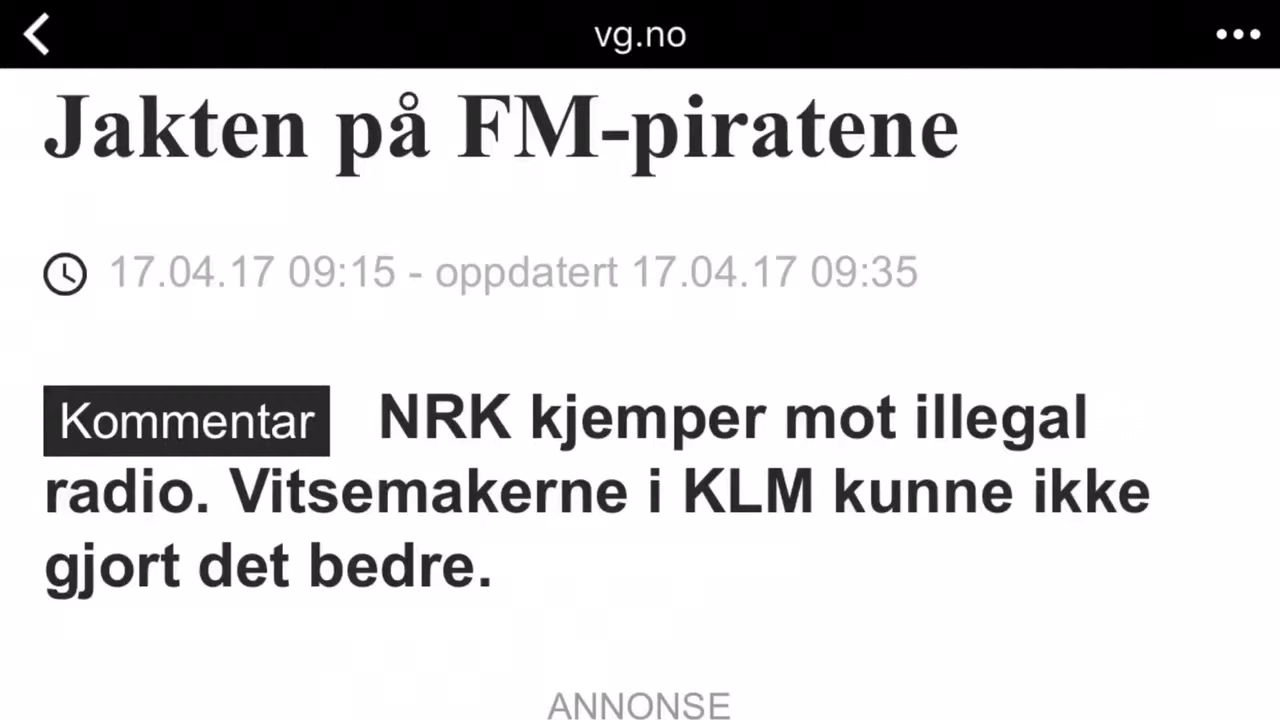 vg.no
Jakten på FM-piratene
17.04.17 09:15 - oppdatert 17.04.17 09:35
Kommentar NRK kjemper mot illegal
radio. Vitsemakerne i KLM kunne ikke
gjort det bedre.
ANNONSE